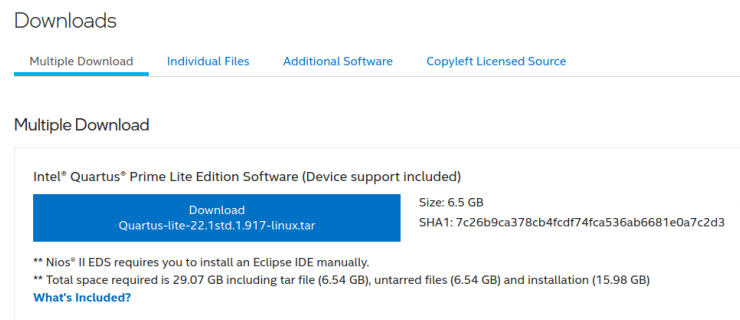 Downloads
Multiple Download Individual Files Additional Software Copyleft Licensed Source
Multiple Download
Intel® Quartus® Prime Lite Edition Software (Device support included)
Download
Quartus-lite-22.1std.1.917-linux.tar
Size: 6.5 GB
SHA1: 7c26b9ca378cb4fcdf74fca536ab6681e0a7c2d3
** Nios® II EDS requires you to install an Eclipse IDE manually.
** Total space required is 29.07 GB including tar file (6.54 GB), untarred files (6.54 GB) and installation (15.98 GB)
What's Included?